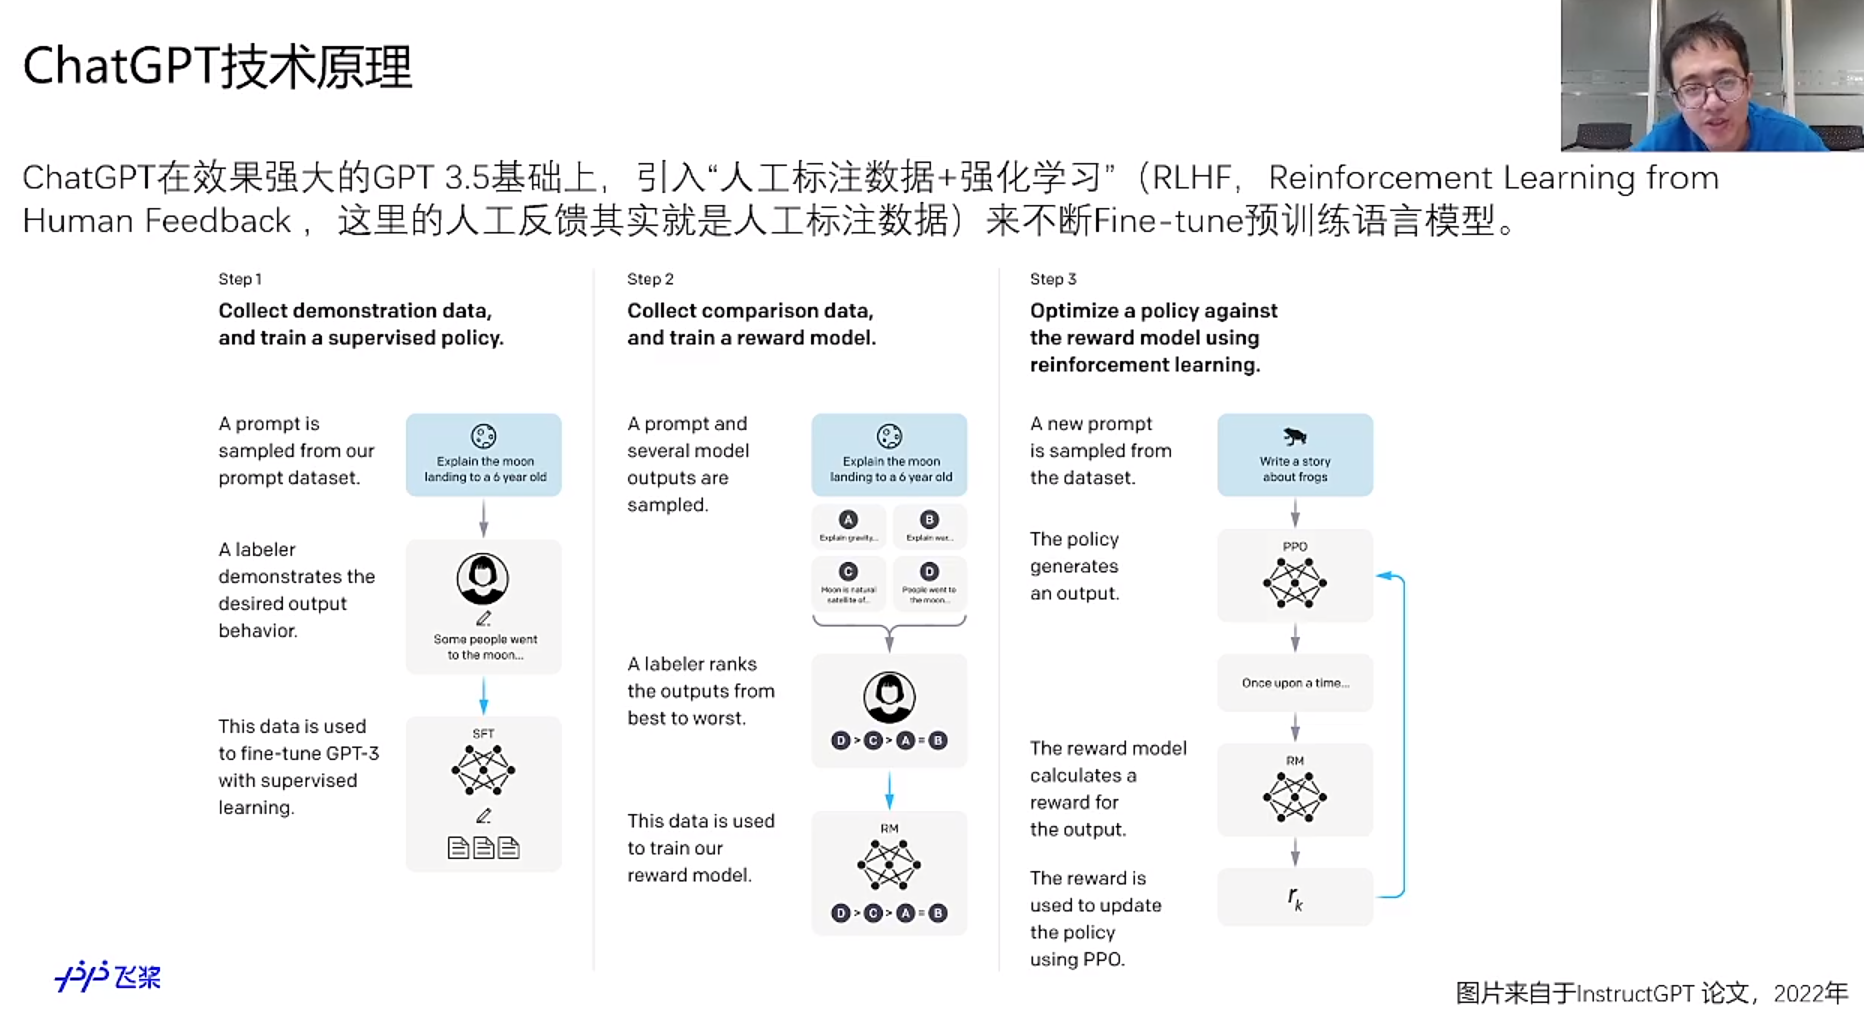 ChatGPT技术原理
ChatGPT在效果强大的GPT 3.5基础上，引入“人工标注数据+强化学习”（RLHF，Reinforcement Learning from
Human Feedback ，这里的人工反馈其实就是人工标注数据）来不断Fine-tune预训练语言模型。
Step 1
Collect demonstration data,
and train a supervised policy.
A prompt is
sampled from our
prompt dataset.
Explain the moon
landing to a 6 year old
A labeler
demonstrates the
desired output
behavior.
Some people went
to the moon...
This data is used
to fine-tune GPT-3
with supervised
learning.
SFT
Step 2
Collect comparison data,
and train a reward model.
A prompt and
several model
outputs are
sampled.
Explain the moon
landing to a 6 year old
A
Explain gravity...
B
Explain war...
C
Moon is natural
satellite of...
D
People went to
the moon...
A labeler ranks
the outputs from
best to worst.
D > C > A = B
This data is used
to train our
reward model.
RM
D > C > A = B
Step 3
Optimize a policy against
the reward model using
reinforcement learning.
A new prompt
is sampled from
the dataset.
Write a story
about frogs
The policy
generates
an output.
PPO
Once upon a time...
The reward model
calculates a
reward for
the output.
RM
The reward is
used to update
the policy
using PPO.
rk
飞桨
图片来自于InstructGPT 论文，2022年